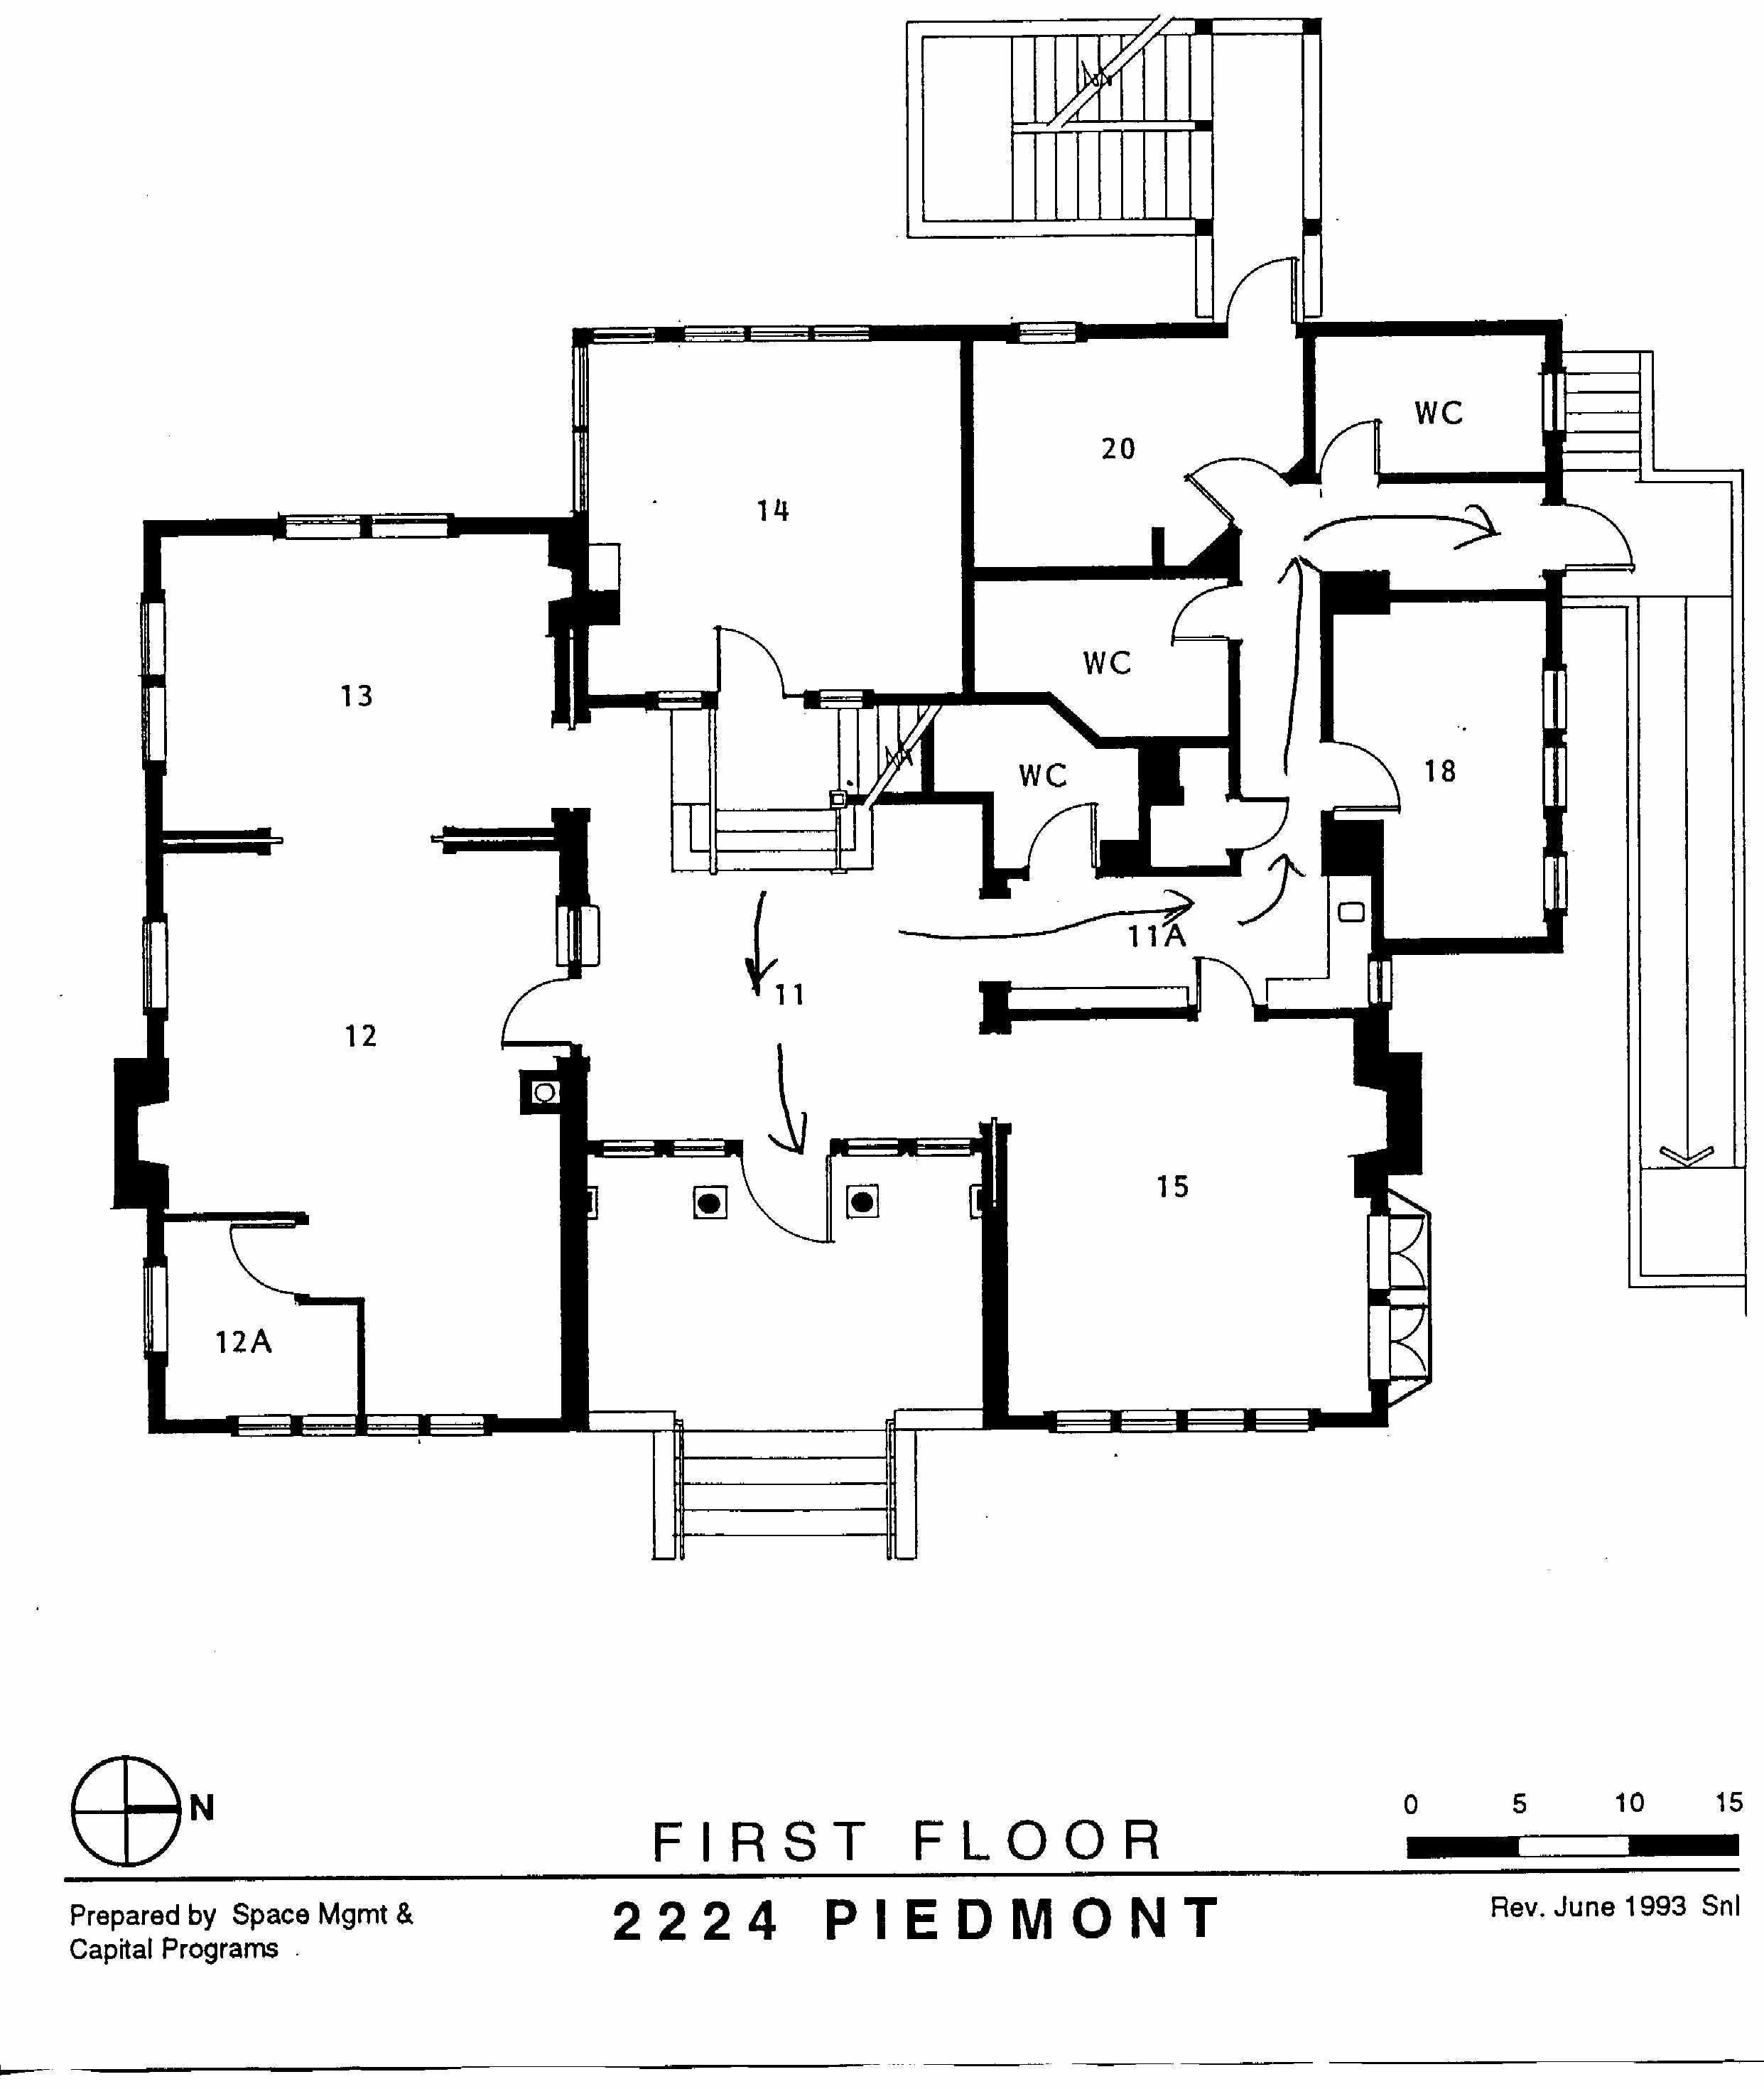 WC
20
14
WC
13
WC
18
11A
11
12
15
12A
N
0 5 10 15
FIRST FLOOR
Prepared by Space Mgmt &
Capital Programs
2224 PIEDMONT
Rev. June 1993 Snl